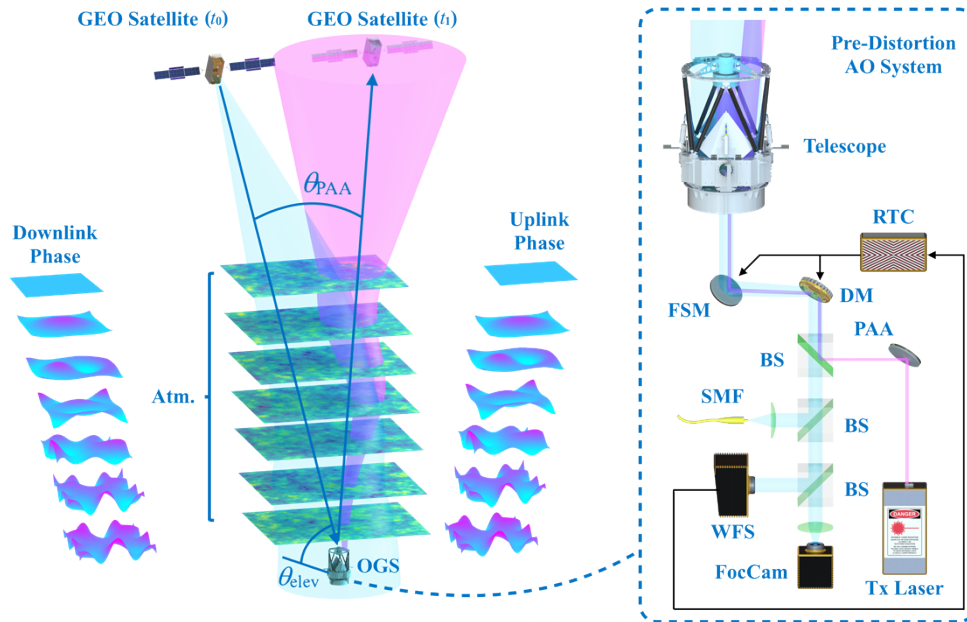 GEO Satellite (t₀)
GEO Satellite (t₁)
θPAA
Downlink
Phase
Uplink
Phase
Atm.
θelev
OGS
Pre-Distortion
AO System
Telescope
RTC
FSM
DM
PAA
BS
SMF
BS
BS
WFS
FocCam
DANGER
Tx Laser